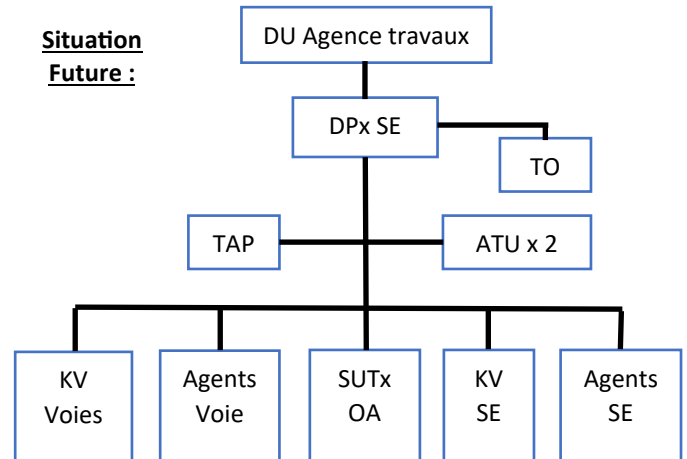 Situation
Future :
DU Agence travaux
DPx SE
TO
TAP
ATU x 2
KV
Voies
Agents
Voie
SUTx
OA
KV
SE
Agents
SE